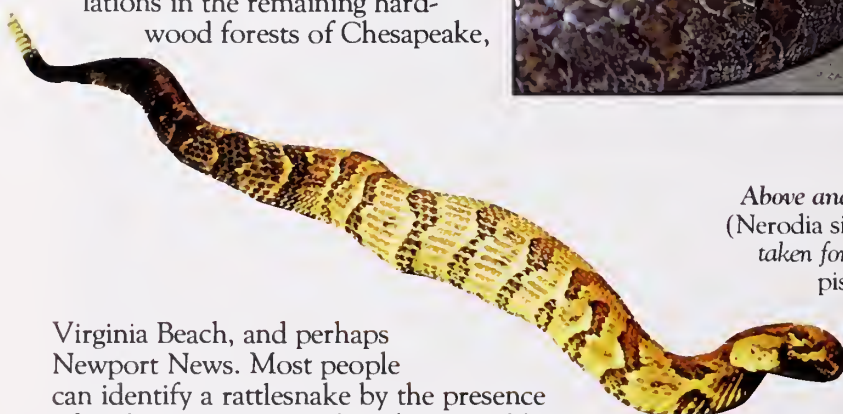 lations in the remaining hard-
wood forests of Chesapeake,
Virginia Beach, and perhaps
Newport News. Most people
can identify a rattlesnake by the presence
Above and
(Nerodia si
taken for
pis